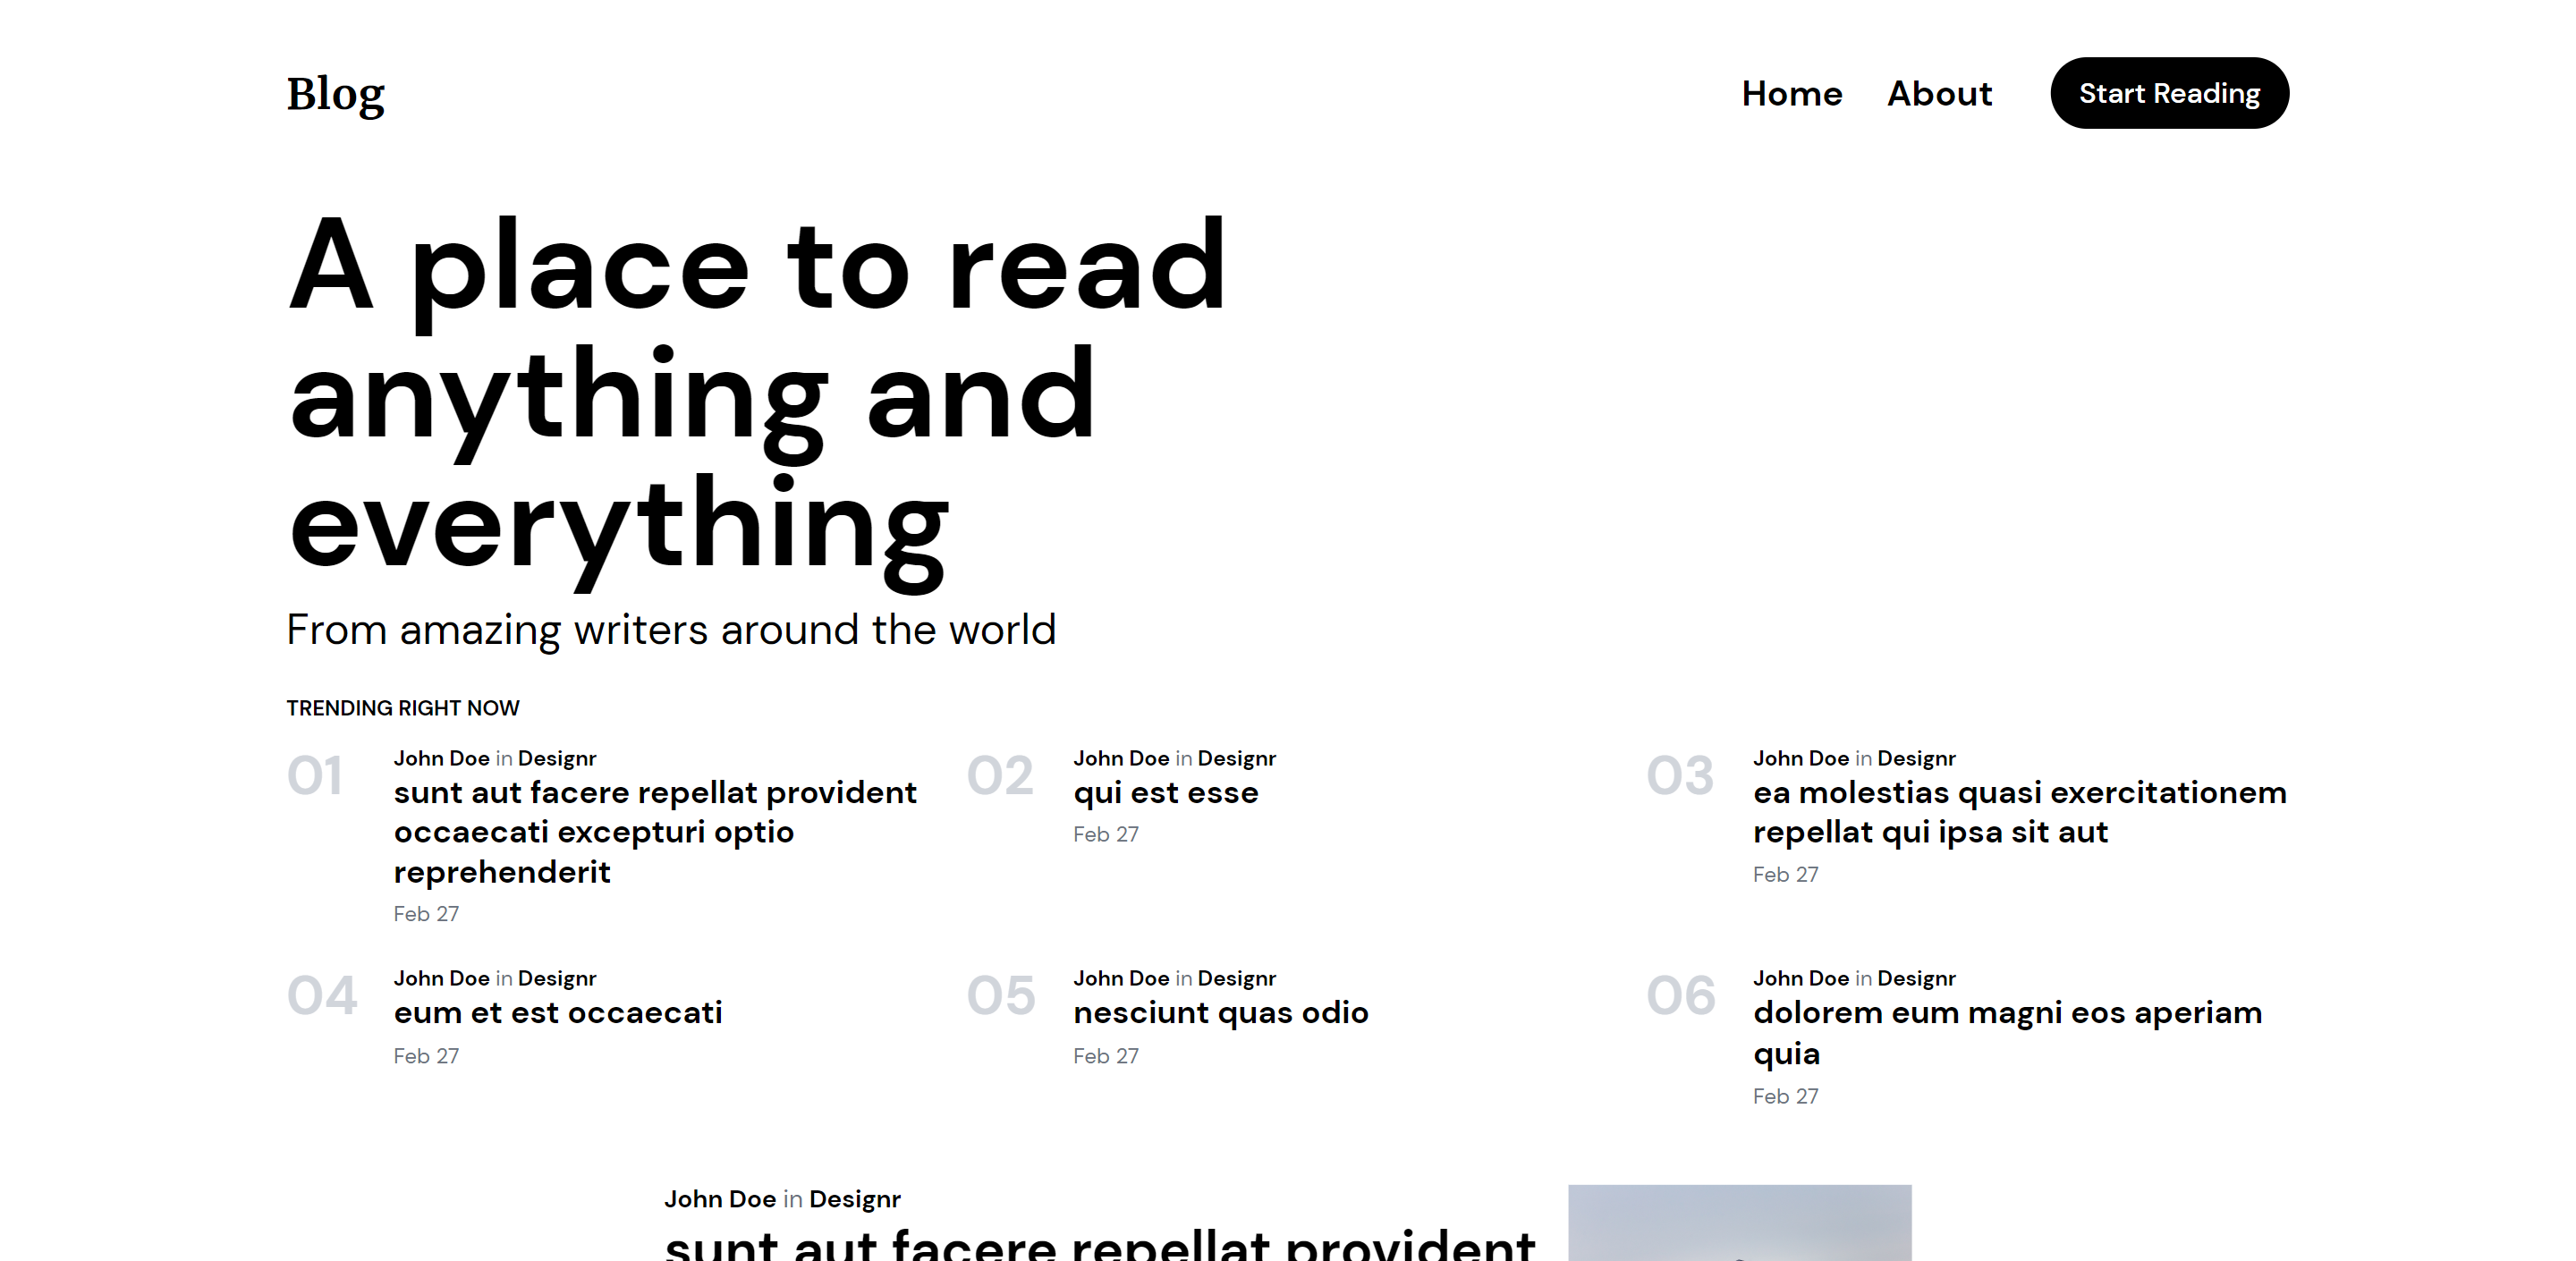 Blog
Home About Start Reading
A place to read
anything and
everything
From amazing writers around the world
TRENDING RIGHT NOW
01
John Doe in Designr
sunt aut facere repellat provident
occaecati excepturi optio
reprehenderit
Feb 27
02
John Doe in Designr
qui est esse
Feb 27
03
John Doe in Designr
ea molestias quasi exercitationem
repellat qui ipsa sit aut
Feb 27
04
John Doe in Designr
eum et est occaecati
Feb 27
05
John Doe in Designr
nesciunt quas odio
Feb 27
06
John Doe in Designr
dolorem eum magni eos aperiam
quia
Feb 27
John Doe in Designr
sunt aut facere repellat provident